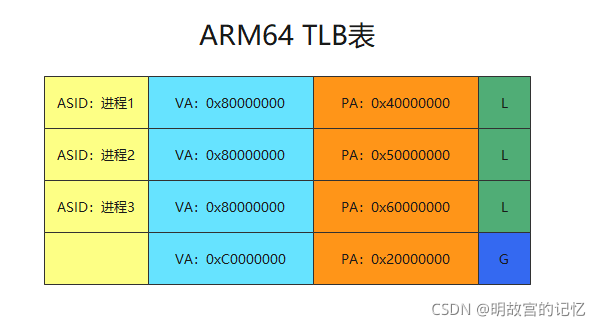 ARM64 TLB表
ASID：进程1 VA：0x80000000 PA：0x40000000 L
ASID：进程2 VA：0x80000000 PA：0x50000000 L
ASID：进程3 VA：0x80000000 PA：0x60000000 L
VA：0xC0000000 PA：0x20000000 G
CSDN @明故宫的记忆